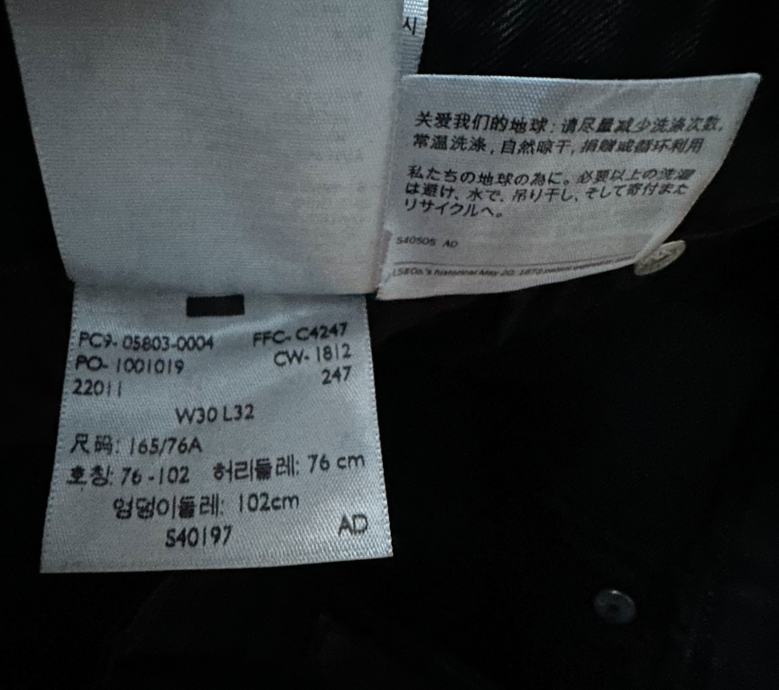 시
关爱我们的地球：请尽量减少洗涤次数，
常温洗涤，自然晾干，捐赠或循环利用
私たちの地球の為に。必要以上の洗濯
は避け、水で、吊り干し、そして寄付また
リサイクルへ。
S40505 AD
historical May 20, 1873
PC9-05803-0004 FFC-C4247
PO-1001019 CW-1812
22011 247
W30 L32
尺码: 165/76A
호칭: 76-102 허리둘레: 76 cm
엉덩이둘레: 102cm
S40197 AD